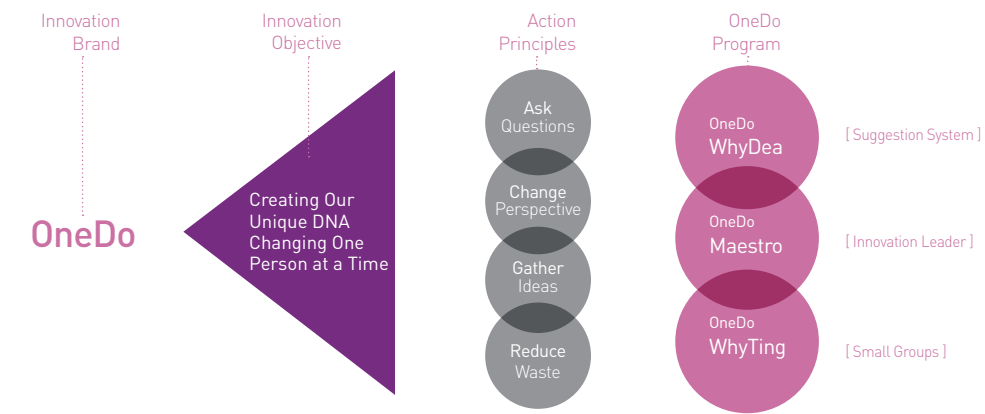 Innovation
Brand
Innovation
Objective
Action
Principles
OneDo
Program
OneDo
Creating Our
Unique DNA
Changing One
Person at a Time
Ask
Questions
Change
Perspective
Gather
Ideas
Reduce
Waste
OneDo
WhyDea
[ Suggestion System ]
OneDo
Maestro
[ Innovation Leader ]
OneDo
WhyTing
[ Small Groups ]